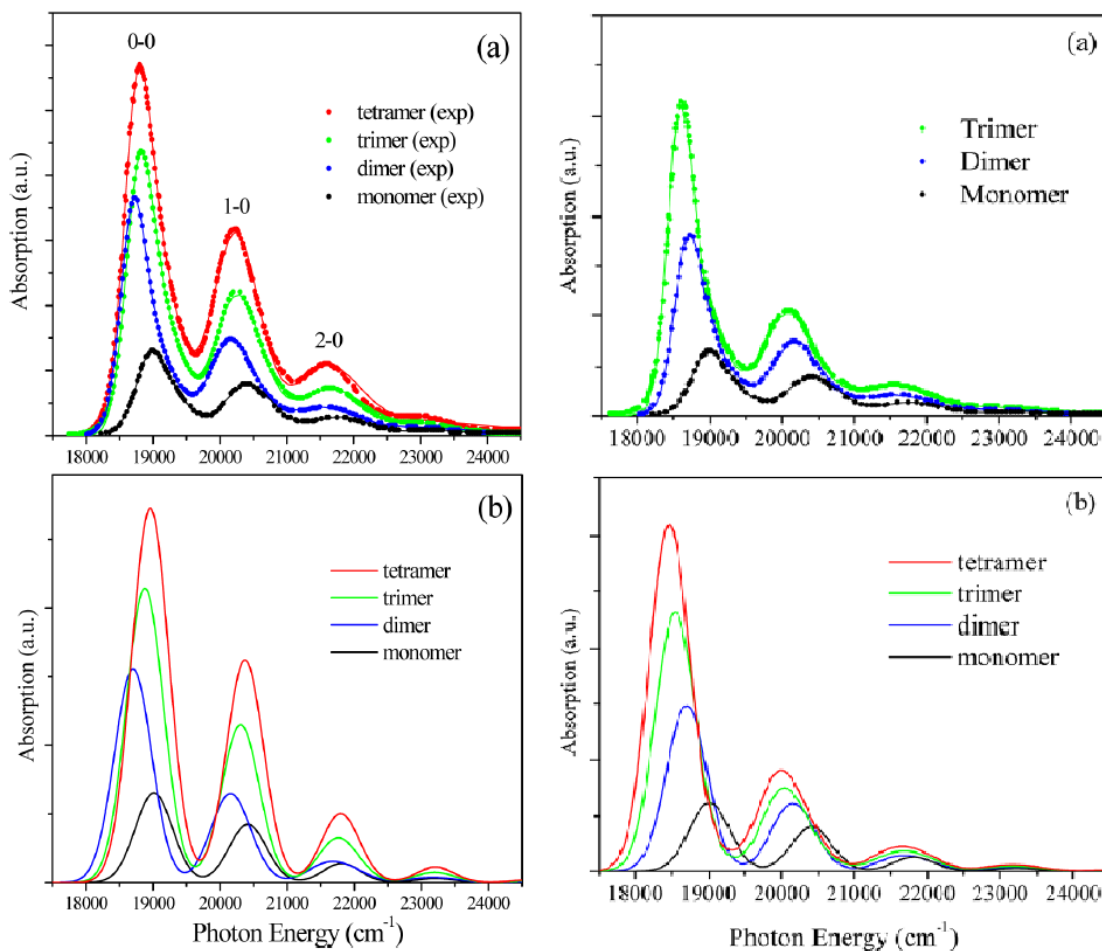 (a)
0-0
1-0
2-0
tetramer (exp)
trimer (exp)
dimer (exp)
monomer (exp)
Absorption (a.u.)
18000 19000 20000 21000 22000 23000 24000
(a)
Trimer
Dimer
Monomer
Absorption (a.u.)
18000 19000 20000 21000 22000 23000 24000
(b)
tetramer
trimer
dimer
monomer
Absorption (a.u.)
18000 19000 20000 21000 22000 23000 24000
Photon Energy (cm⁻¹)
(b)
tetramer
trimer
dimer
monomer
Absorption (a.u.)
18000 19000 20000 21000 22000 23000 24000
Photon Energy (cm⁻¹)